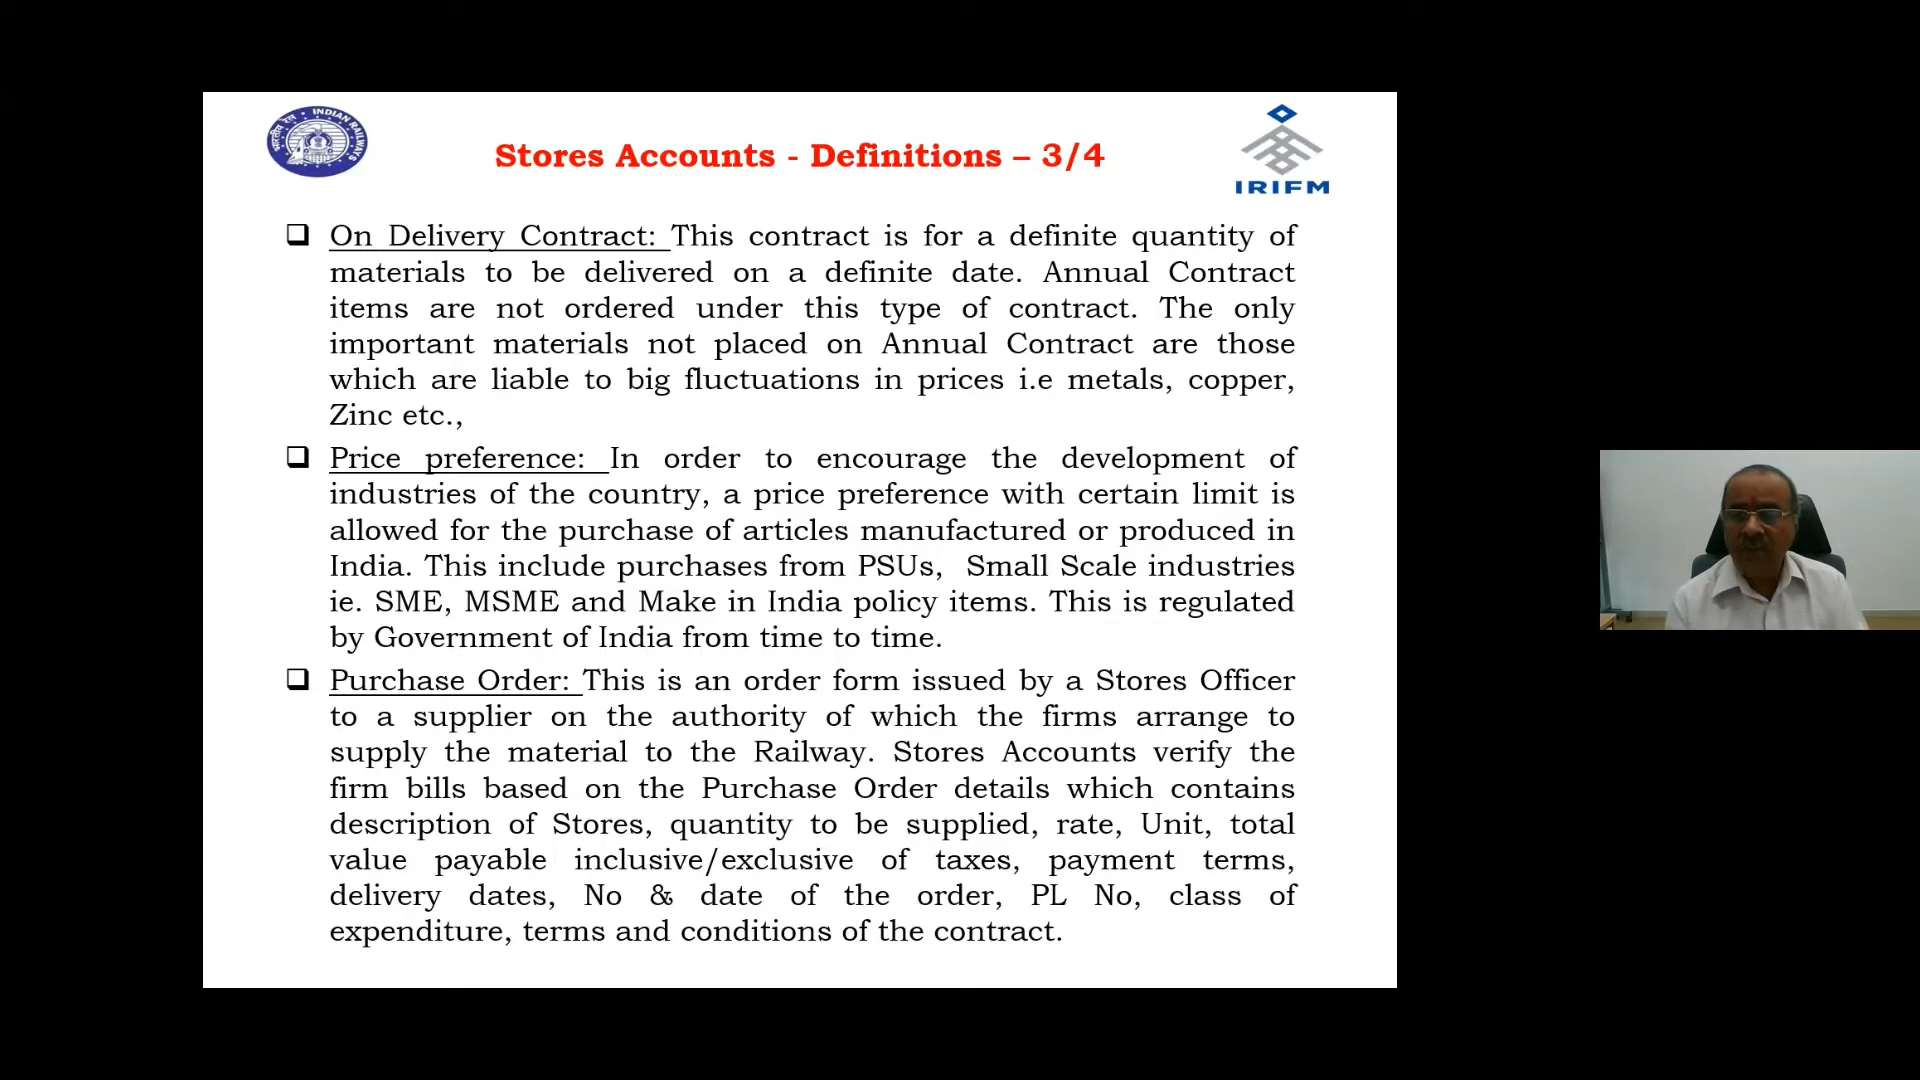 भारतीय रेल • INDIAN RAILWAYS
Stores Accounts - Definitions – 3/4
IRIFM
On Delivery Contract: This contract is for a definite quantity of
materials to be delivered on a definite date. Annual Contract
items are not ordered under this type of contract. The only
important materials not placed on Annual Contract are those
which are liable to big fluctuations in prices i.e metals, copper,
Zinc etc.,
Price preference: In order to encourage the development of
industries of the country, a price preference with certain limit is
allowed for the purchase of articles manufactured or produced in
India. This include purchases from PSUs, Small Scale industries
ie. SME, MSME and Make in India policy items. This is regulated
by Government of India from time to time.
Purchase Order: This is an order form issued by a Stores Officer
to a supplier on the authority of which the firms arrange to
supply the material to the Railway. Stores Accounts verify the
firm bills based on the Purchase Order details which contains
description of Stores, quantity to be supplied, rate, Unit, total
value payable inclusive/exclusive of taxes, payment terms,
delivery dates, No & date of the order, PL No, class of
expenditure, terms and conditions of the contract.